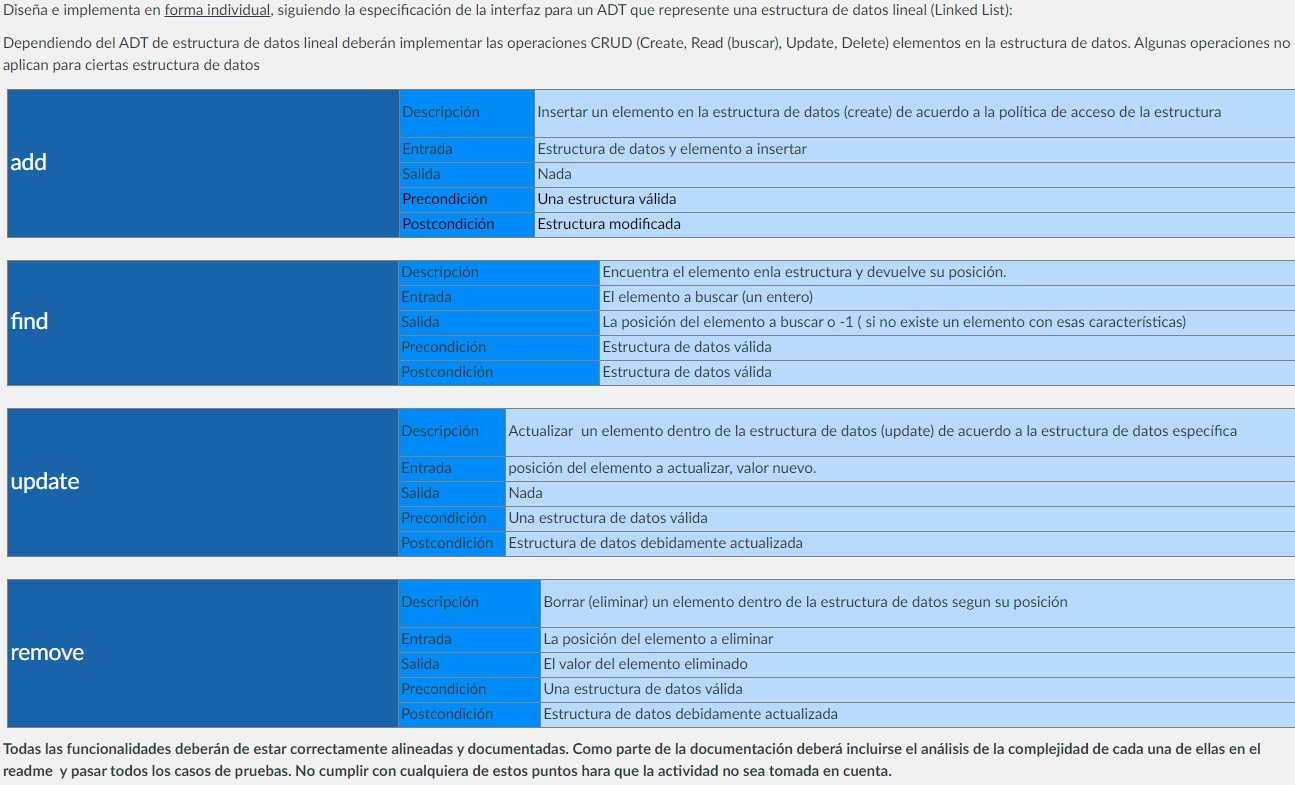 Diseña e implementa en forma individual, siguiendo la especificación de la interfaz para un ADT que represente una estructura de datos lineal (Linked List):
Dependiendo del ADT de estructura de datos lineal deberán implementar las operaciones CRUD (Create, Read (buscar), Update, Delete) elementos en la estructura de datos. Algunas operaciones no
aplican para ciertas estructura de datos
add
Descripción Insertar un elemento en la estructura de datos (create) de acuerdo a la política de acceso de la estructura
Entrada Estructura de datos y elemento a insertar
Salida Nada
Precondición Una estructura válida
Postcondición Estructura modificada
find
Descripción Encuentra el elemento enla estructura y devuelve su posición.
Entrada El elemento a buscar (un entero)
Salida La posición del elemento a buscar o -1 ( si no existe un elemento con esas características)
Precondición Estructura de datos válida
Postcondición Estructura de datos válida
update
Descripción Actualizar un elemento dentro de la estructura de datos (update) de acuerdo a la estructura de datos específica
Entrada posición del elemento a actualizar, valor nuevo.
Salida Nada
Precondición Una estructura de datos válida
Postcondición Estructura de datos debidamente actualizada
remove
Descripción Borrar (eliminar) un elemento dentro de la estructura de datos segun su posición
Entrada La posición del elemento a eliminar
Salida El valor del elemento eliminado
Precondición Una estructura de datos válida
Postcondición Estructura de datos debidamente actualizada
Todas las funcionalidades deberán de estar correctamente alineadas y documentadas. Como parte de la documentación deberá incluirse el análisis de la complejidad de cada una de ellas en el
readme y pasar todos los casos de pruebas. No cumplir con cualquiera de estos puntos hara que la actividad no sea tomada en cuenta.